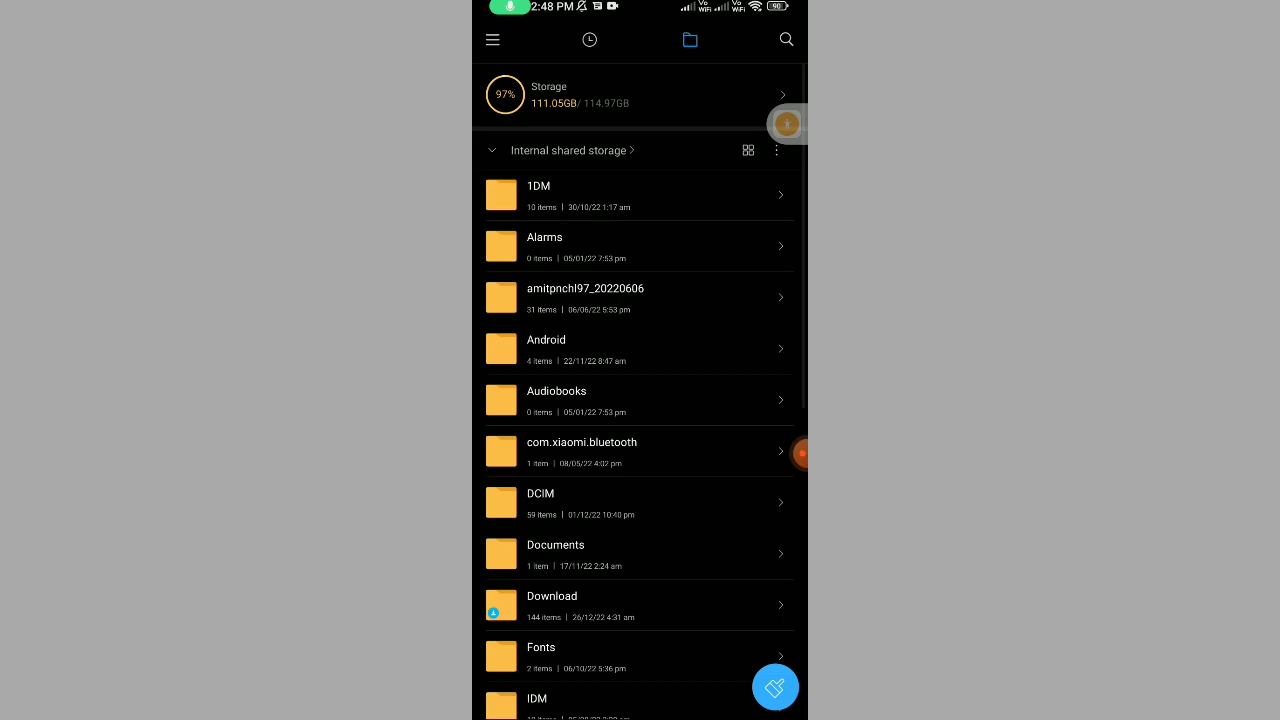 2:48 PM
Vo WiFi
Vo WiFi
90
97%
Storage
111.05GB/ 114.97GB
Internal shared storage
1DM
10 items | 30/10/22 1:17 am
Alarms
0 items | 05/01/22 7:53 pm
amitpnchl97_20220606
31 items | 06/06/22 5:53 pm
Android
4 items | 22/11/22 8:47 am
Audiobooks
0 items | 05/01/22 7:53 pm
com.xiaomi.bluetooth
1 item | 08/05/22 4:02 pm
DCIM
59 items | 01/12/22 10:40 pm
Documents
1 item | 17/11/22 2:24 am
Download
144 items | 26/12/22 4:31 am
Fonts
2 items | 06/10/22 5:36 pm
IDM